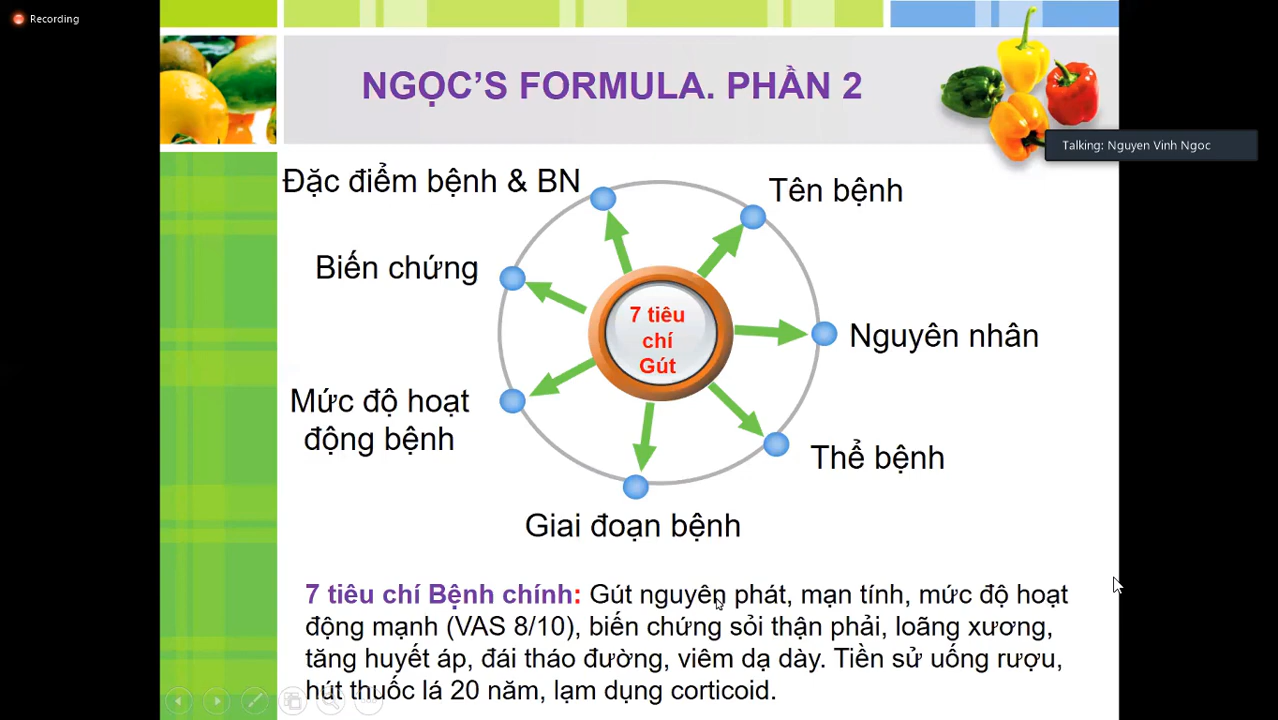 Recording
NGỌC’S FORMULA. PHẦN 2
Talking: Nguyen Vinh Ngoc
Đặc điểm bệnh & BN
Tên bệnh
Biến chứng
7 tiêu
chí
Gút
Nguyên nhân
Mức độ hoạt
động bệnh
Thể bệnh
Giai đoạn bệnh
7 tiêu chí Bệnh chính: Gút nguyên phát, mạn tính, mức độ hoạt
động mạnh (VAS 8/10), biến chứng sỏi thận phải, loãng xương,
tăng huyết áp, đái tháo đường, viêm dạ dày. Tiền sử uống rượu,
hút thuốc lá 20 năm, lạm dụng corticoid.